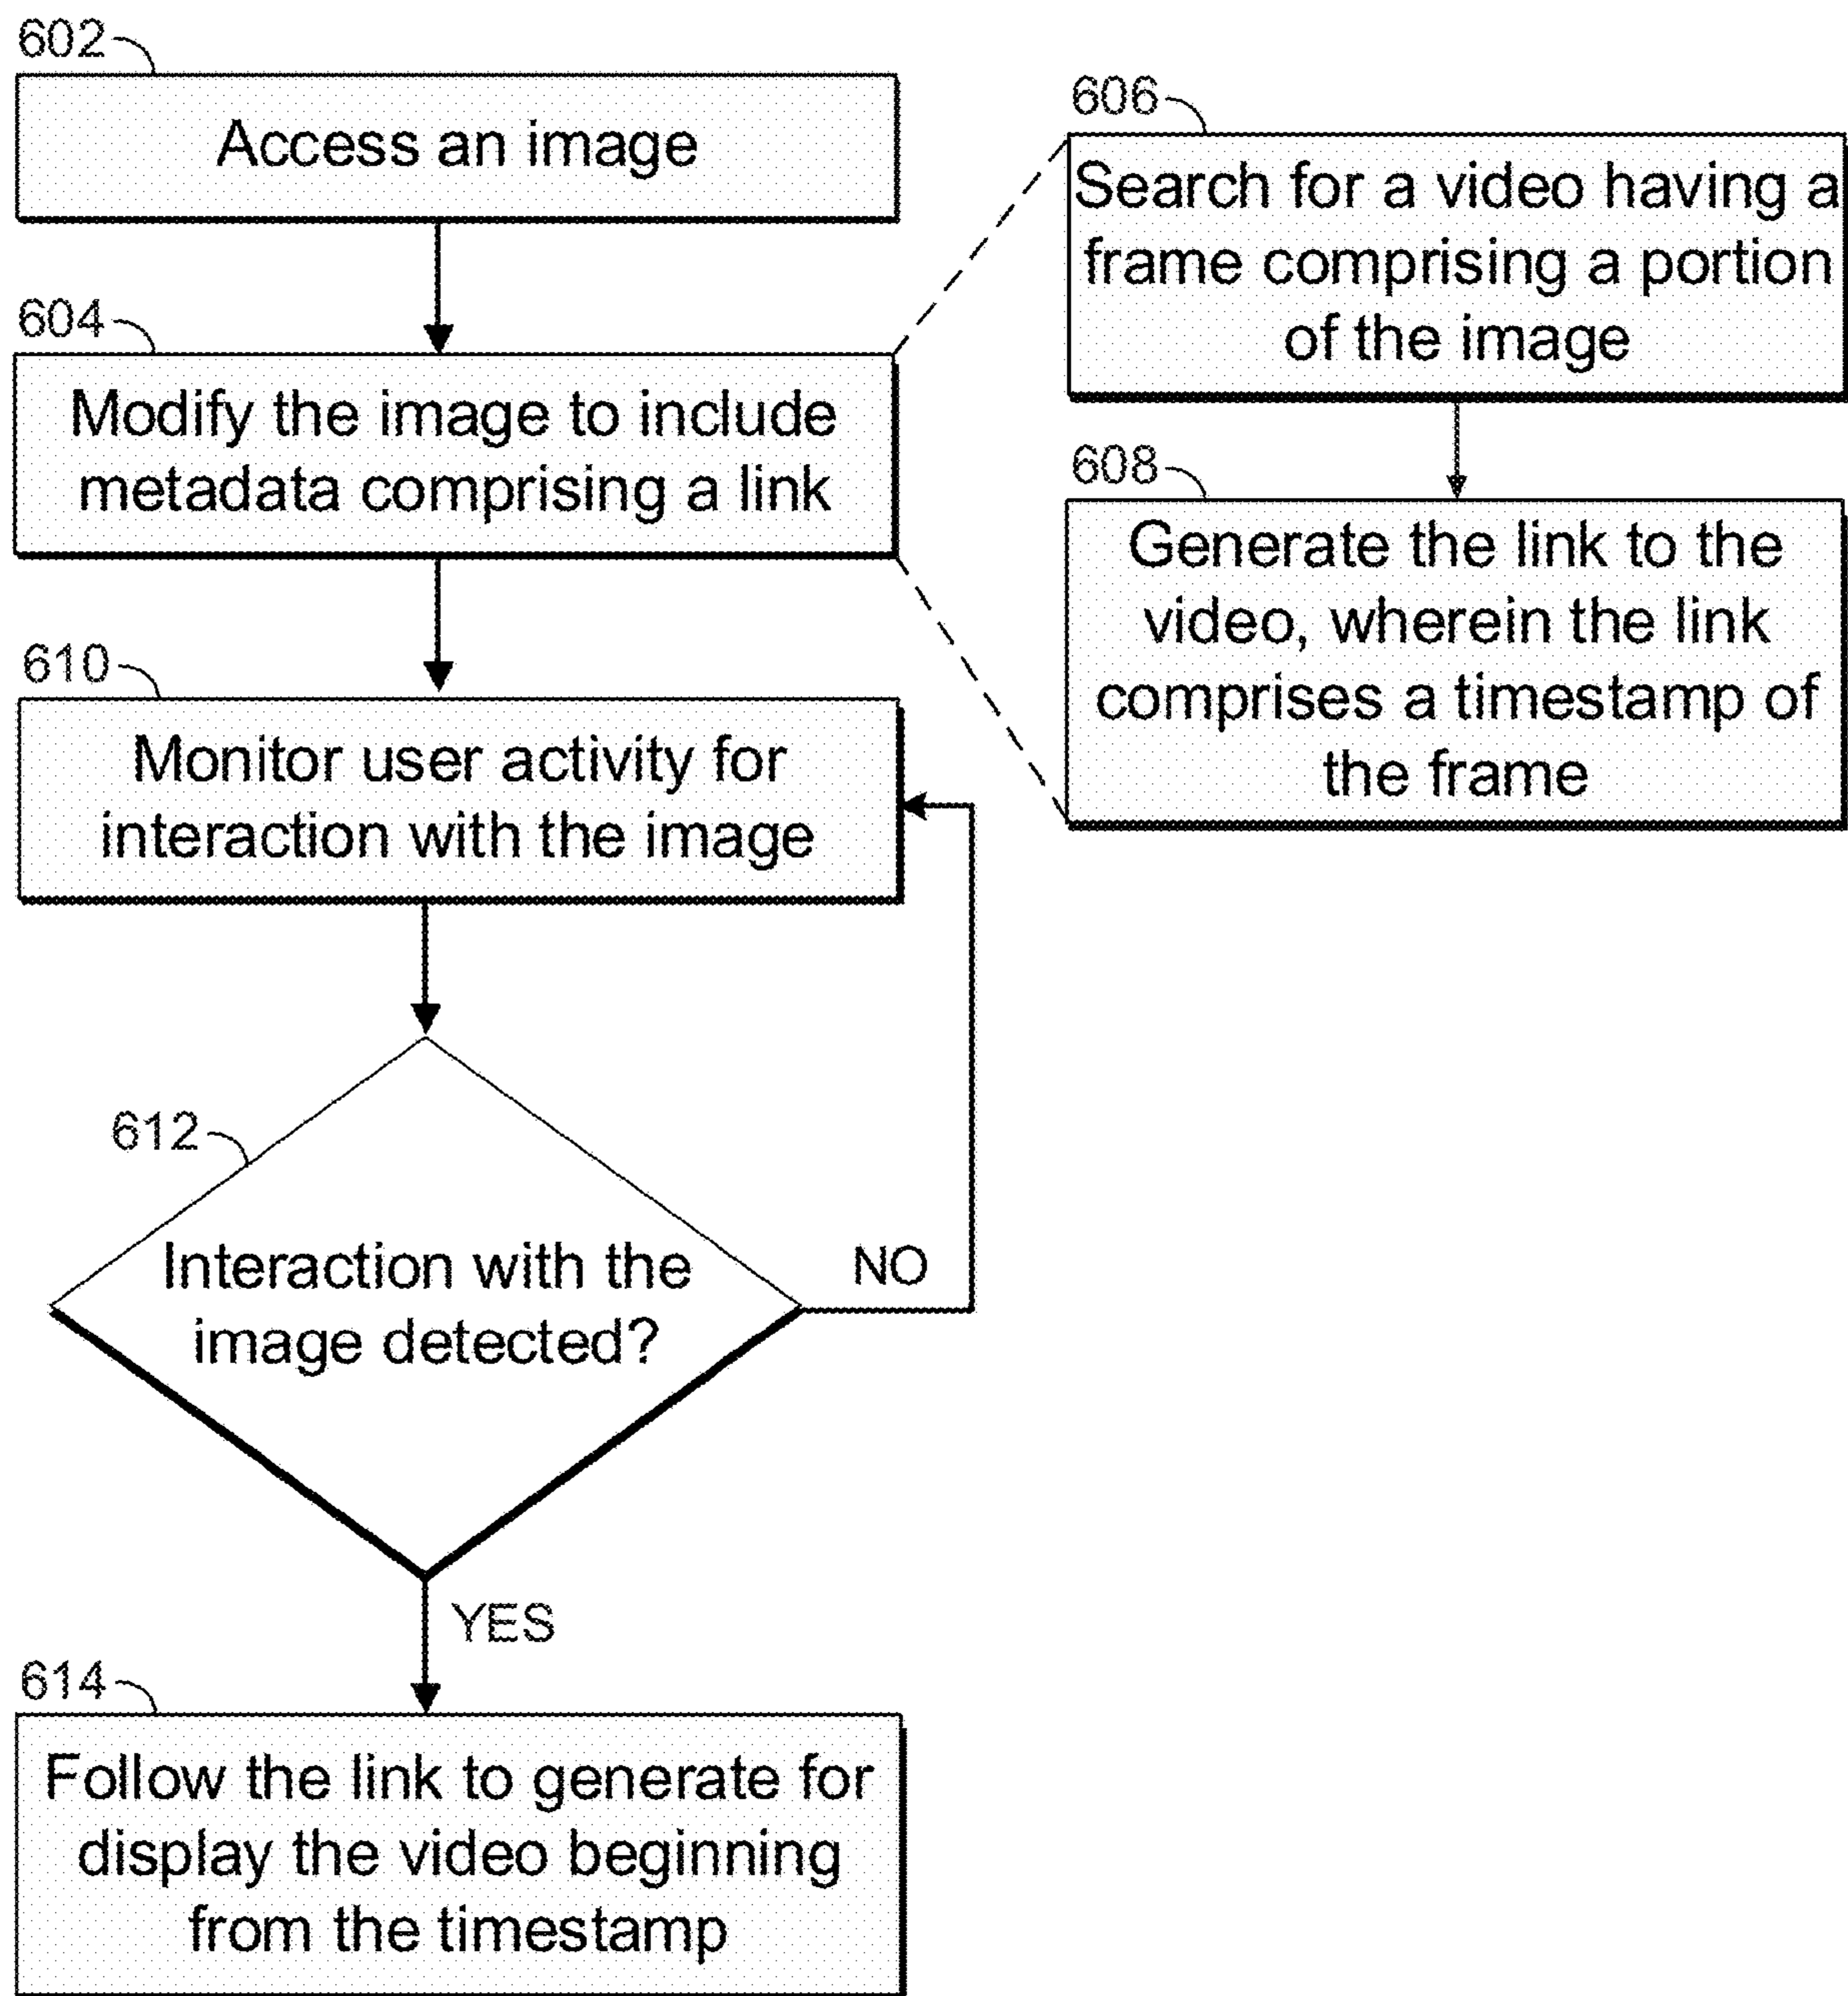 602
Access an image
604
Modify the image to include
metadata comprising a link
606
Search for a video having a
frame comprising a portion
of the image
608
Generate the link to the
video, wherein the link
comprises a timestamp of
the frame
610
Monitor user activity for
interaction with the image
612
Interaction with the
image detected?
NO
YES
614
Follow the link to generate for
display the video beginning
from the timestamp